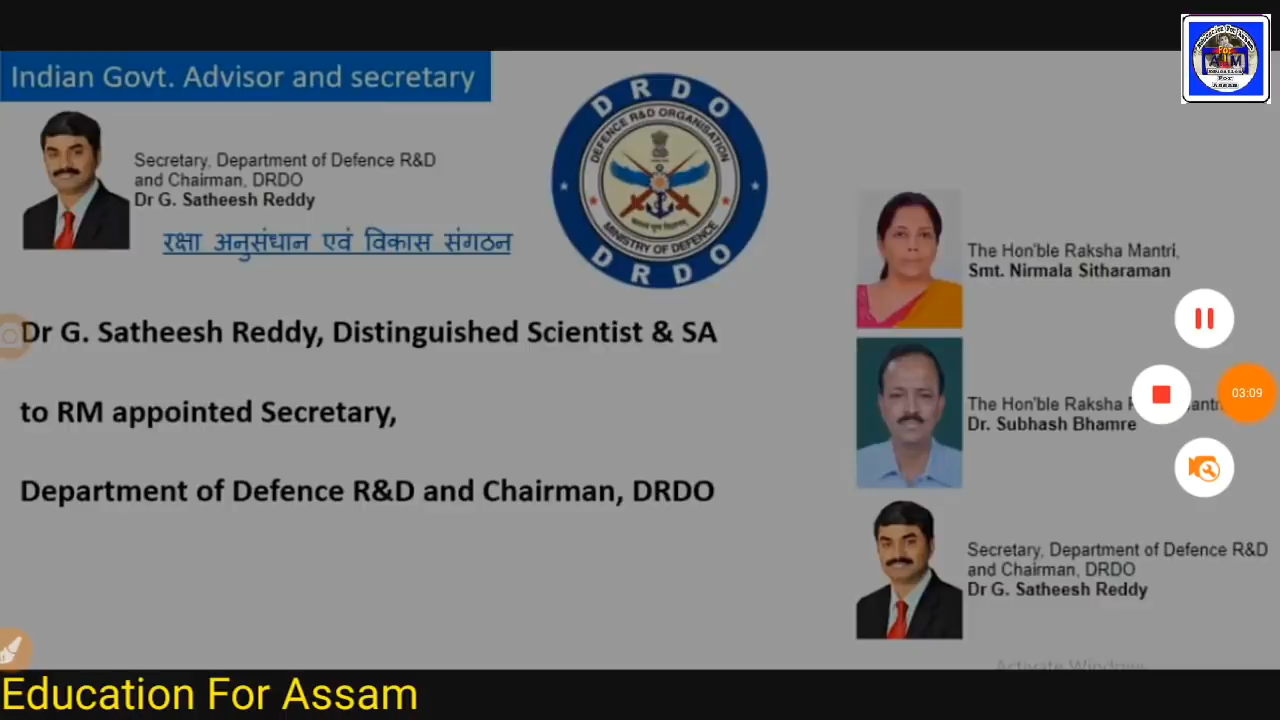 Indian Govt. Advisor and secretary
Secretary, Department of Defence R&D
and Chairman, DRDO
Dr G. Satheesh Reddy
रक्षा अनुसंधान एवं विकास संगठन
DRDO
DEFENCE R&D ORGANISATION
MINISTRY OF DEFENCE
DRDO
Dr G. Satheesh Reddy, Distinguished Scientist & SA
to RM appointed Secretary,
Department of Defence R&D and Chairman, DRDO
The Hon'ble Raksha Mantri,
Smt. Nirmala Sitharaman
The Hon'ble Raksha
Dr. Subhash Bhamre
Secretary, Department of Defence R&D
and Chairman, DRDO
Dr G. Satheesh Reddy
03:09
Activate Windows
Education For Assam